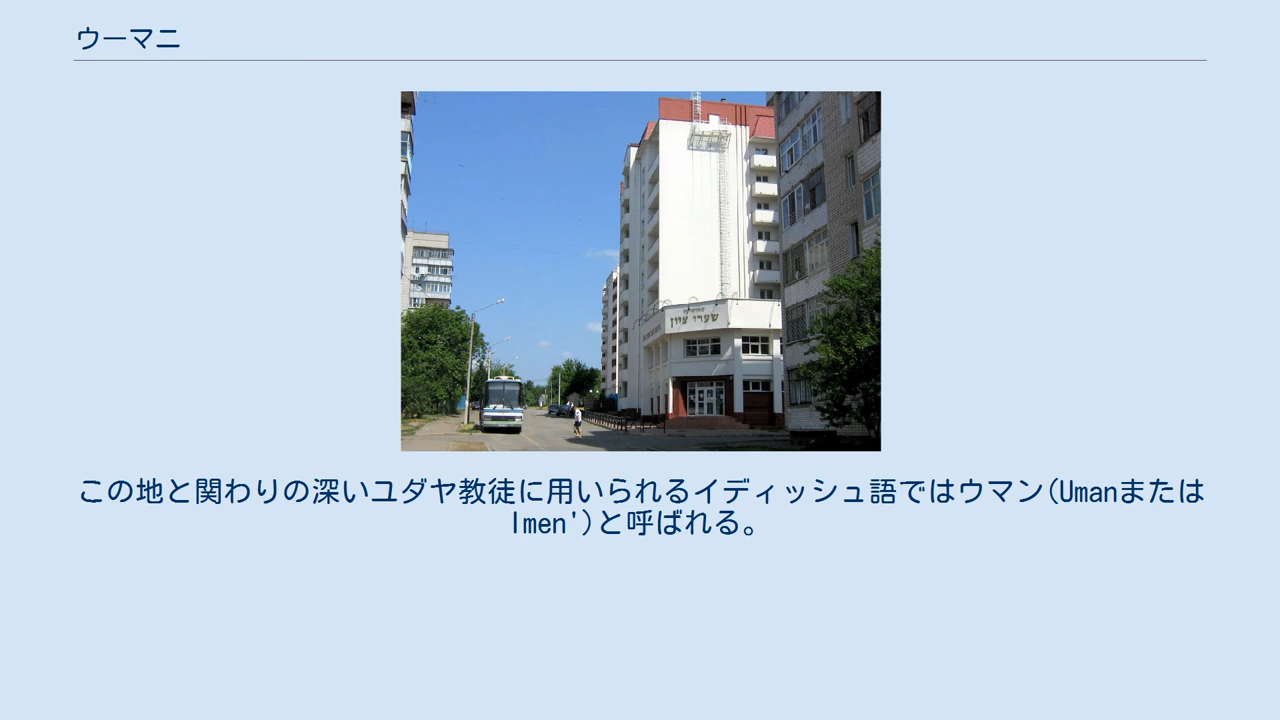 ウーマニ
שערי ציון
この地と関わりの深いユダヤ教徒に用いられるイディッシュ語ではウマン(Umanまたは
Imen')と呼ばれる。